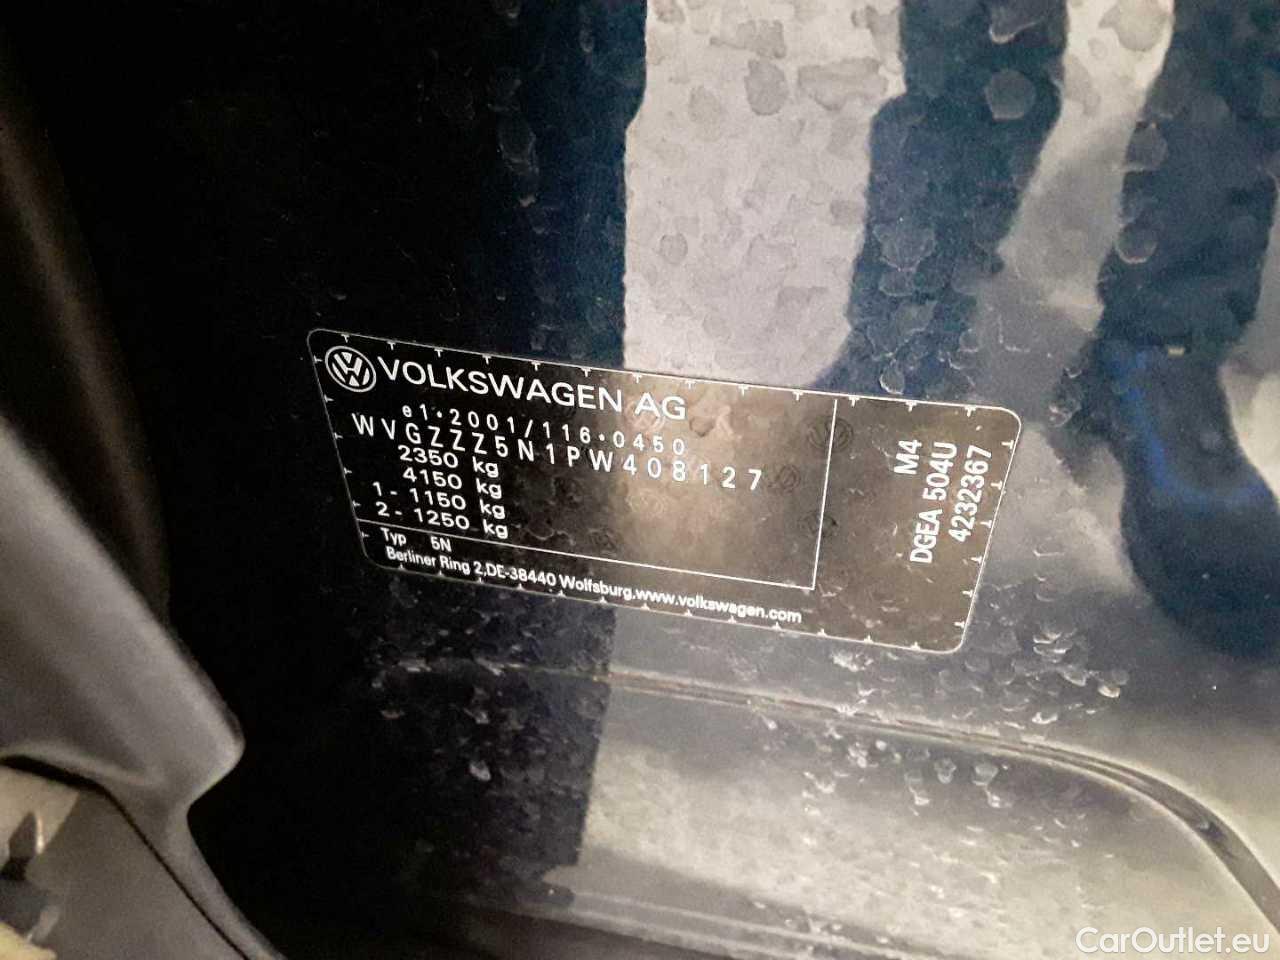 VOLKSWAGEN AG
e1*2001/116*0450
WVGZZZ5N1PW408127
2350 kg
4150 kg
1- 1150 kg
2- 1250 kg
Typ 5N
Berliner Ring 2,DE-38440 Wolfsburg,www.volkswagen.com
M4
DGEA 504U
4232367
CarOutlet.eu